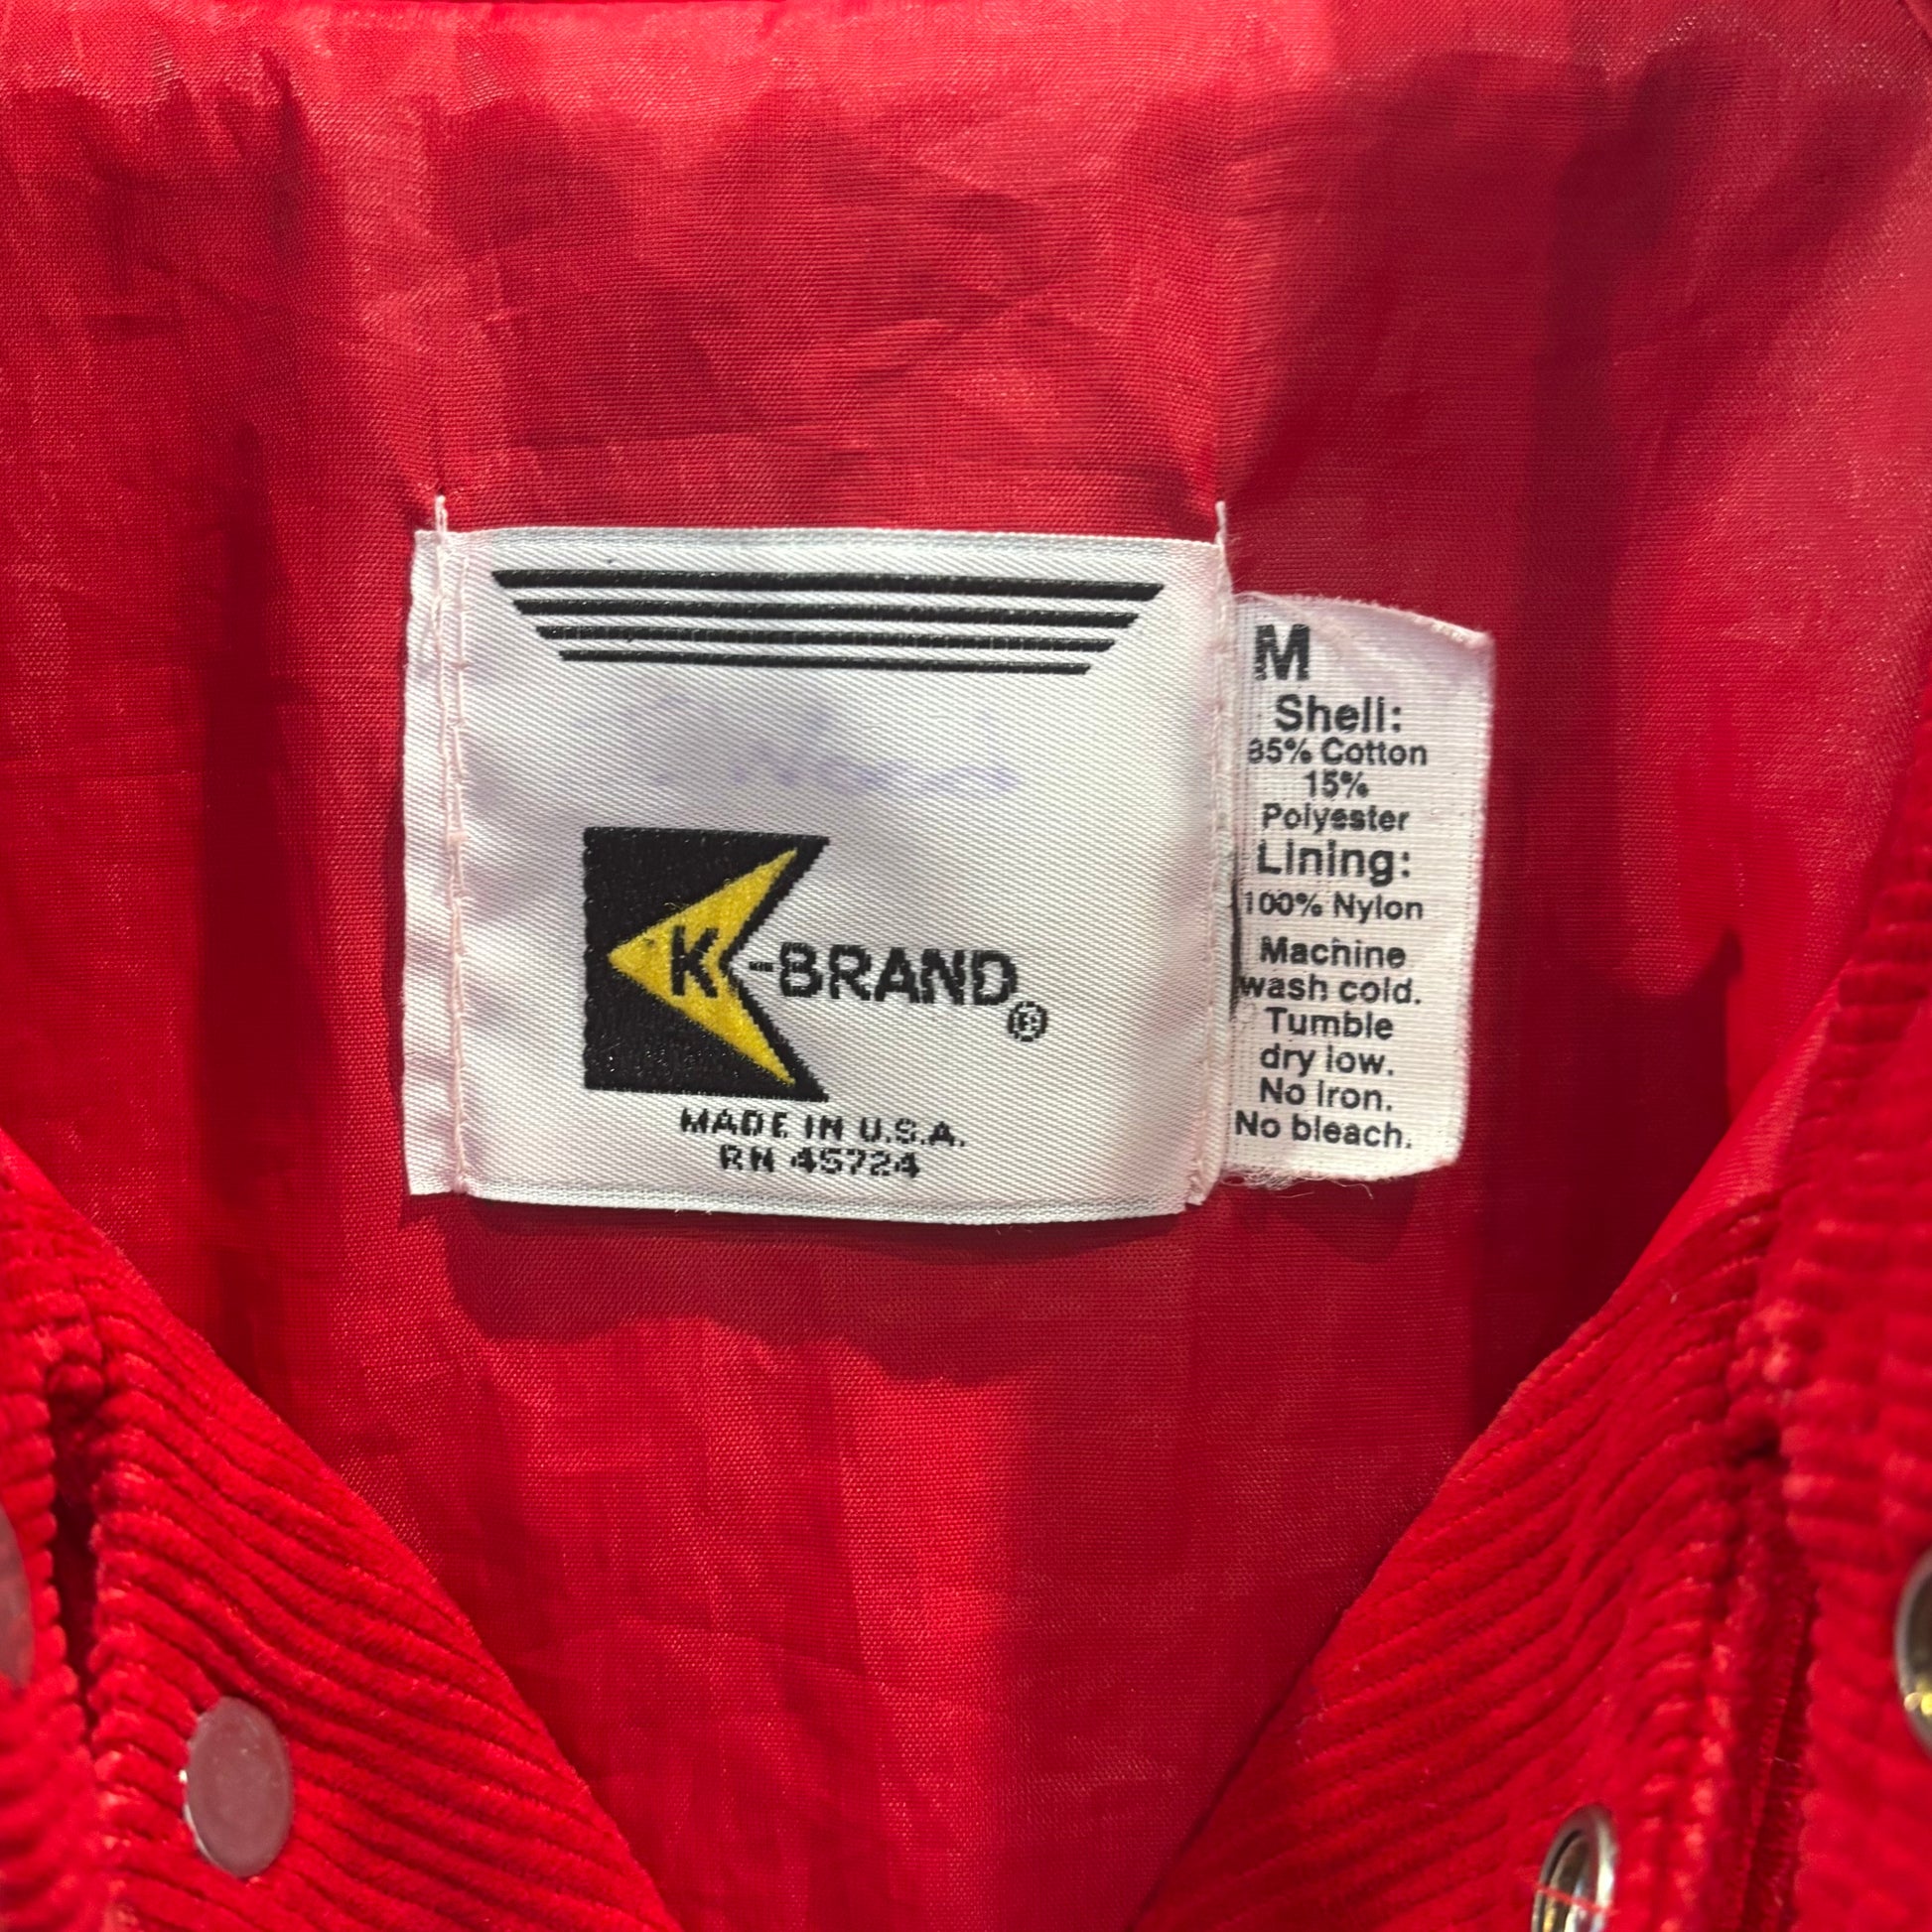 K-BRAND®
MADE IN U.S.A.
RN 45724
M
Shell:
85% Cotton
15%
Polyester
Lining:
100% Nylon
Machine
wash cold.
Tumble
dry low.
No iron.
No bleach.